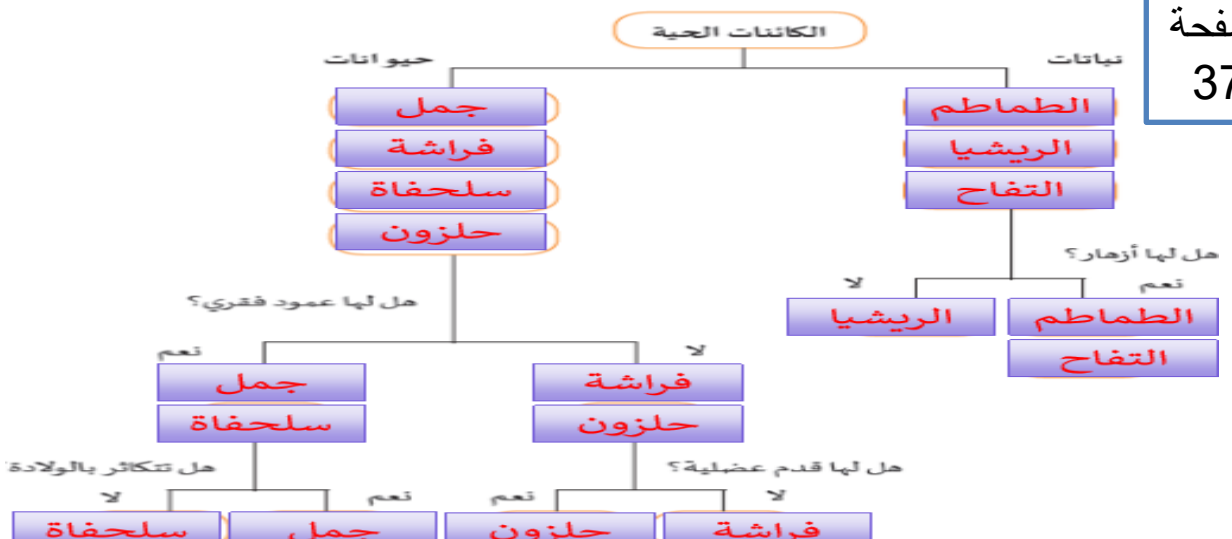 فحة
37
الكائنات الحية
نباتات
حيوانات
الطماطم
جمل
الريشيا
فراشة
التفاح
سلحفاة
حلزون
هل لها أزهار؟
نعم
لا
هل لها عمود فقري؟
الطماطم
الريشيا
التفاح
لا
نعم
فراشة
جمل
حلزون
سلحفاة
هل لها قدم عضلية؟
هل تتكاثر بالولادة؟
لا
نعم
نعم
لا
فراشة
حلزون
جمل
سلحفاة